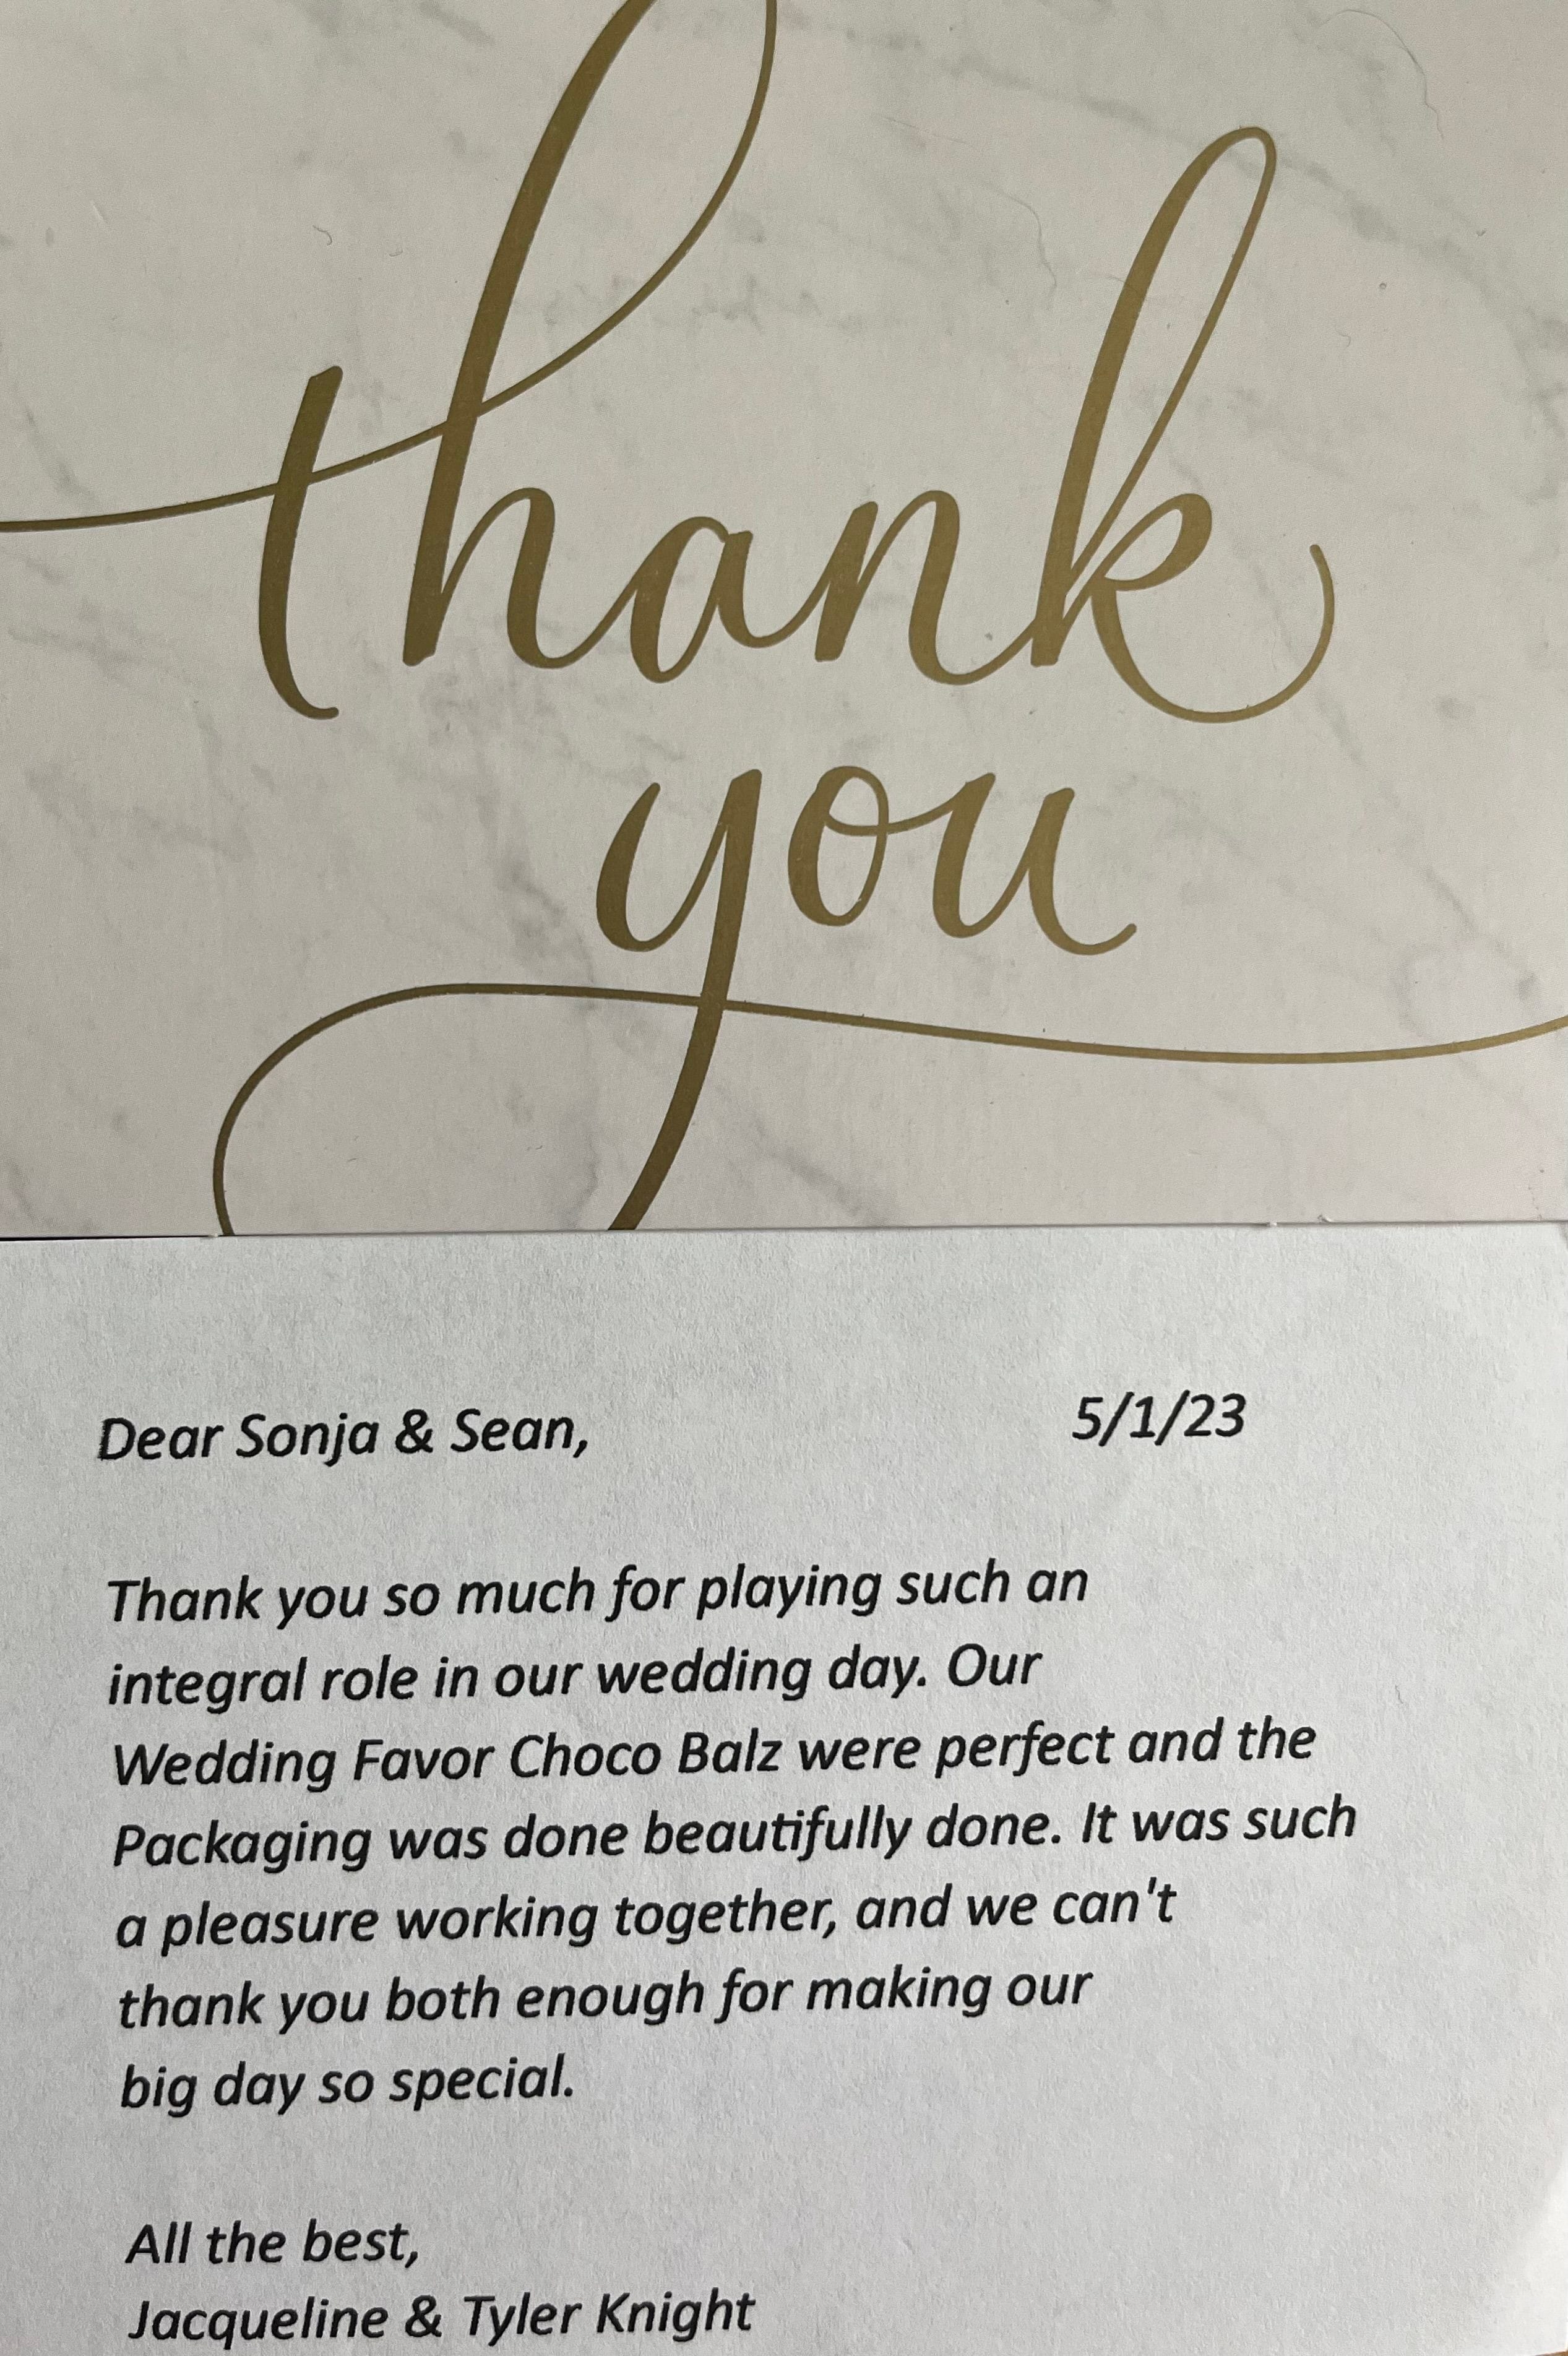 thank
you
Dear Sonja & Sean, 5/1/23
Thank you so much for playing such an
integral role in our wedding day. Our
Wedding Favor Choco Balz were perfect and the
Packaging was done beautifully done. It was such
a pleasure working together, and we can't
thank you both enough for making our
big day so special.
All the best,
Jacqueline & Tyler Knight